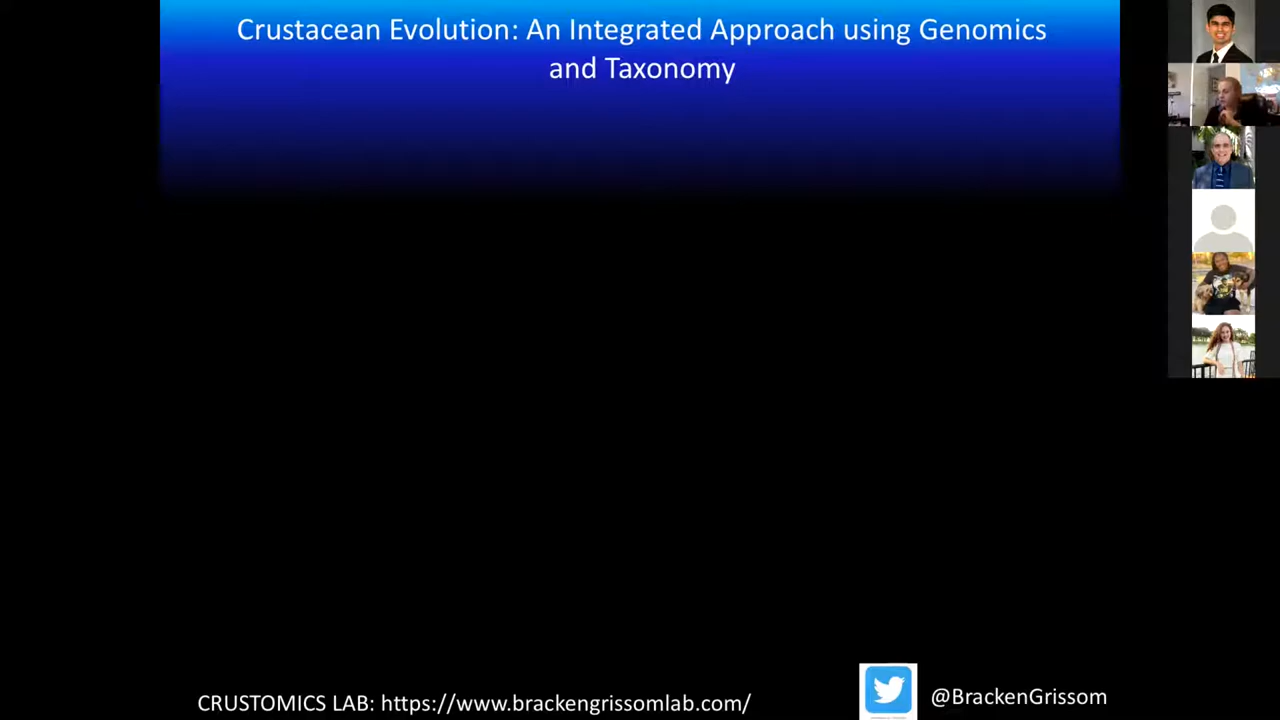 Crustacean Evolution: An Integrated Approach using Genomics
and Taxonomy
CRUSTOMICS LAB: https://www.brackengrissomlab.com/
@BrackenGrissom